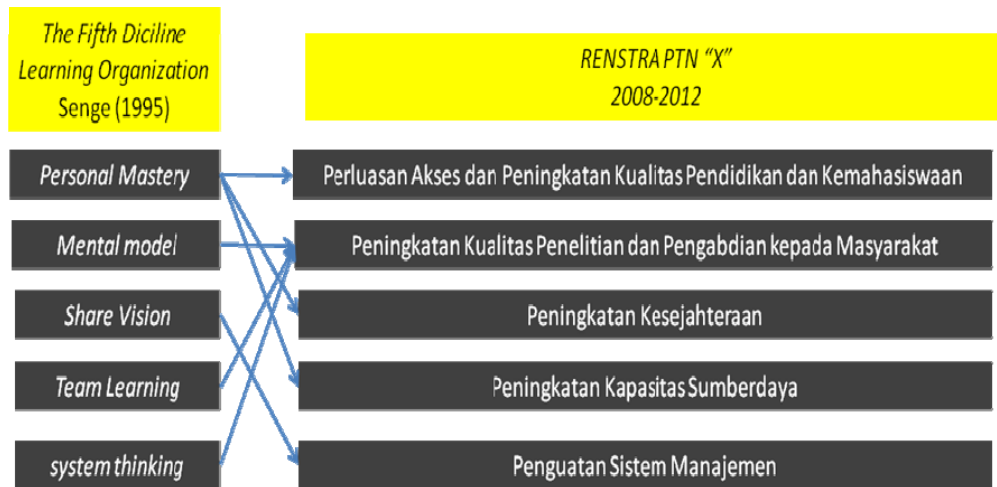 The Fifth Diciline
Learning Organization
Senge (1995)
RENSTRA PTN "X"
2008-2012
Personal Mastery
Perluasan Akses dan Peningkatan Kualitas Pendidikan dan Kemahasiswaan
Mental model
Peningkatan Kualitas Penelitian dan Pengabdian kepada Masyarakat
Share Vision
Peningkatan Kesejahteraan
Team Learning
Peningkatan Kapasitas Sumberdaya
system thinking
Penguatan Sistem Manajemen